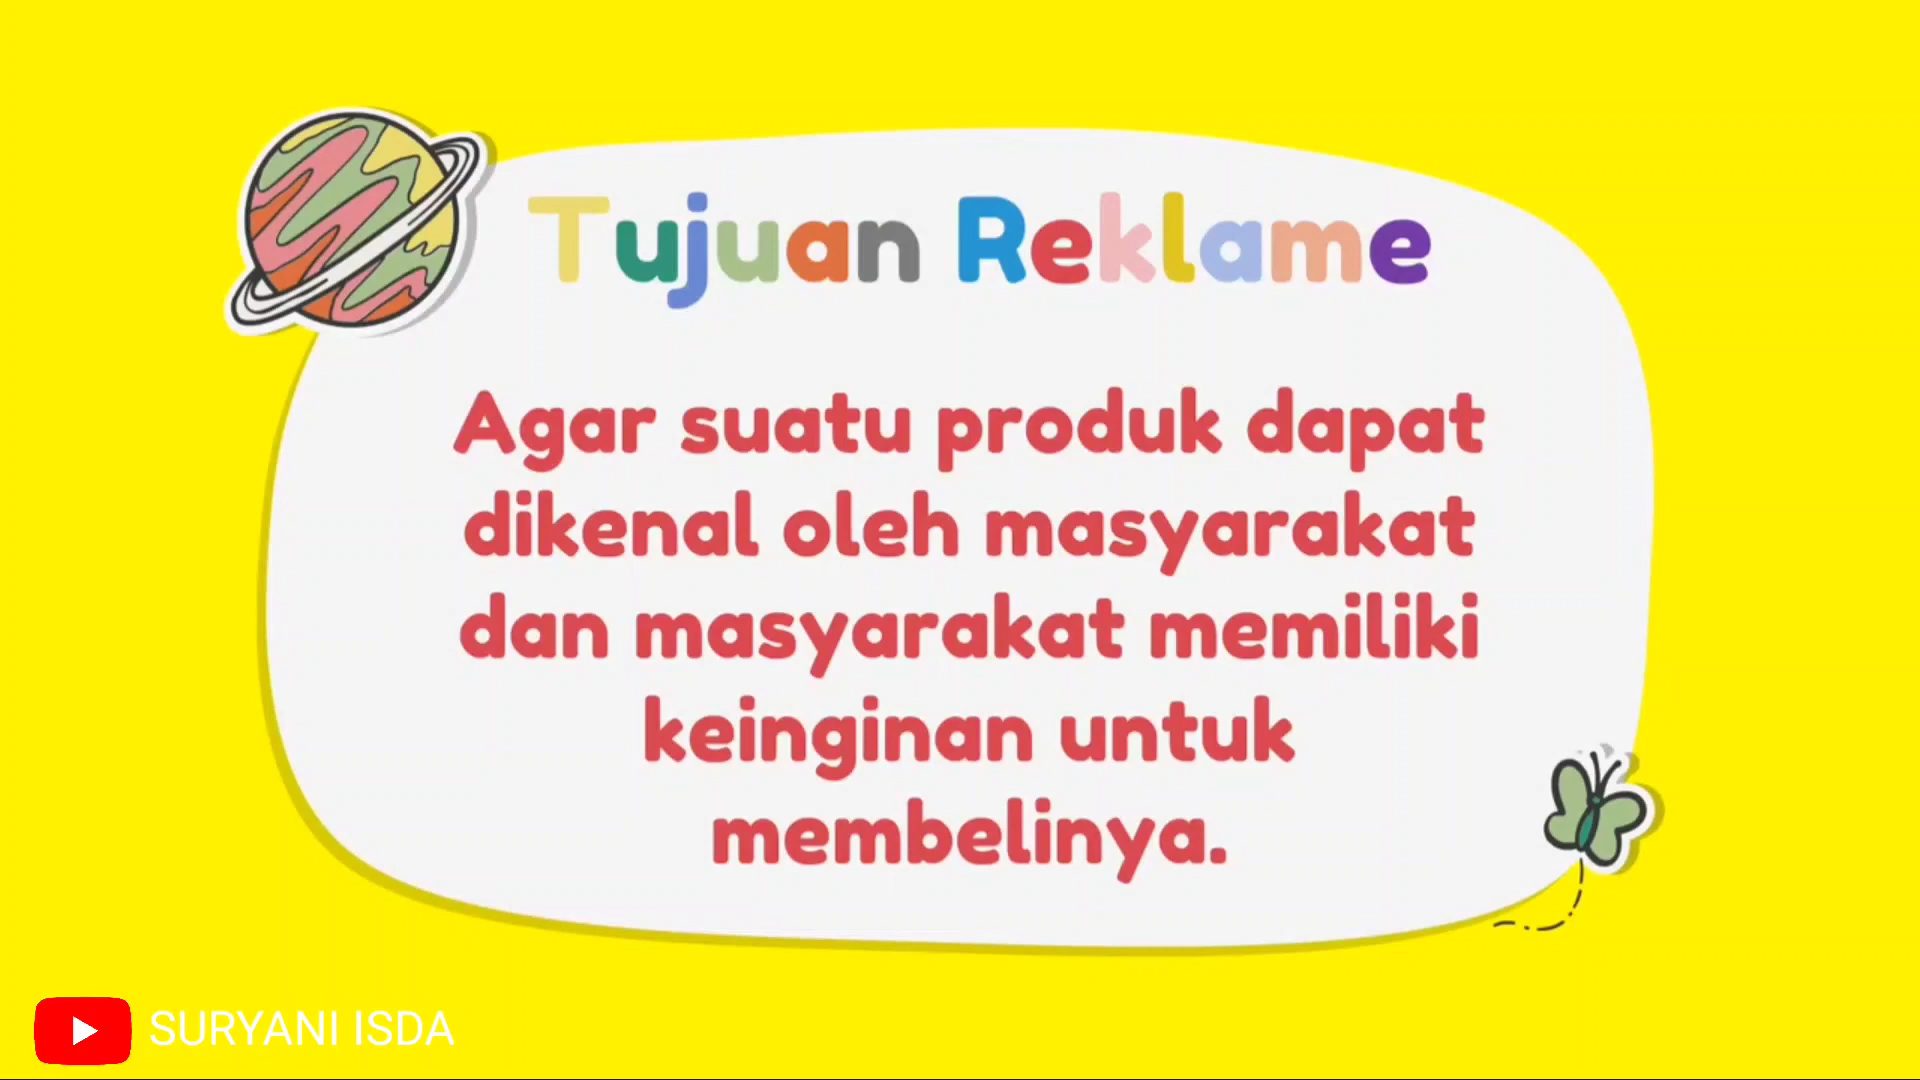 Tujuan Reklame
Agar suatu produk dapat
dikenal oleh masyarakat
dan masyarakat memiliki
keinginan untuk
membelinya.
SURYANI ISDA